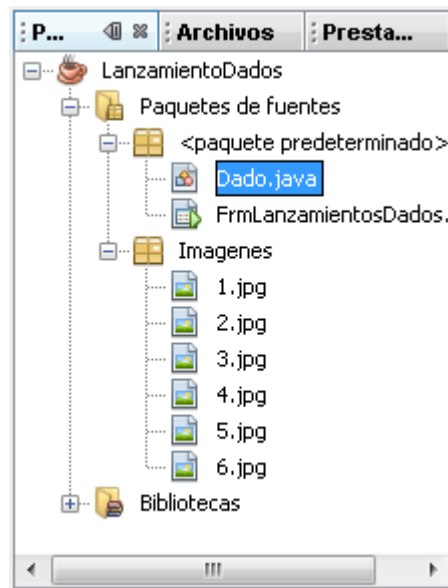 P... Archivos Presta...
LanzamientoDados
Paquetes de fuentes
<paquete predeterminado>
Dado.java
FrmLanzamientosDados.
Imagenes
1.jpg
2.jpg
3.jpg
4.jpg
5.jpg
6.jpg
Bibliotecas